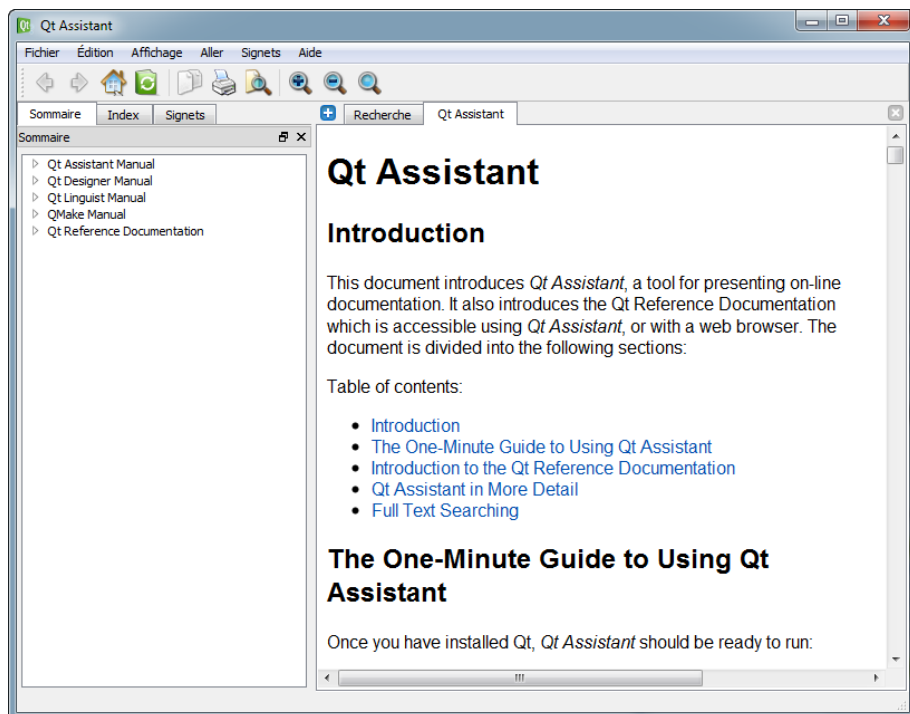 Qt Assistant
Fichier Édition Affichage Aller Signets Aide
Sommaire Index Signets
Recherche Qt Assistant
Sommaire
Qt Assistant Manual
Qt Designer Manual
Qt Linguist Manual
QMake Manual
Qt Reference Documentation
Qt Assistant
Introduction
This document introduces Qt Assistant, a tool for presenting on-line
documentation. It also introduces the Qt Reference Documentation
which is accessible using Qt Assistant, or with a web browser. The
document is divided into the following sections:
Table of contents:
Introduction
The One-Minute Guide to Using Qt Assistant
Introduction to the Qt Reference Documentation
Qt Assistant in More Detail
Full Text Searching
The One-Minute Guide to Using Qt
Assistant
Once you have installed Qt, Qt Assistant should be ready to run: